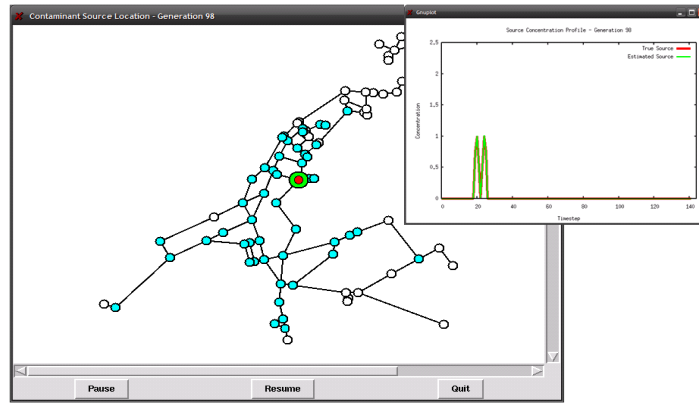 Contaminant Source Location - Generation 98
Gnuplot
Source Concentration Profile - Generation 98
True Source
Estimated Source
2.5
2
1.5
1
0.5
0
Concentration
0 20 40 60 80 100 120 140
Timestep
Pause Resume Quit